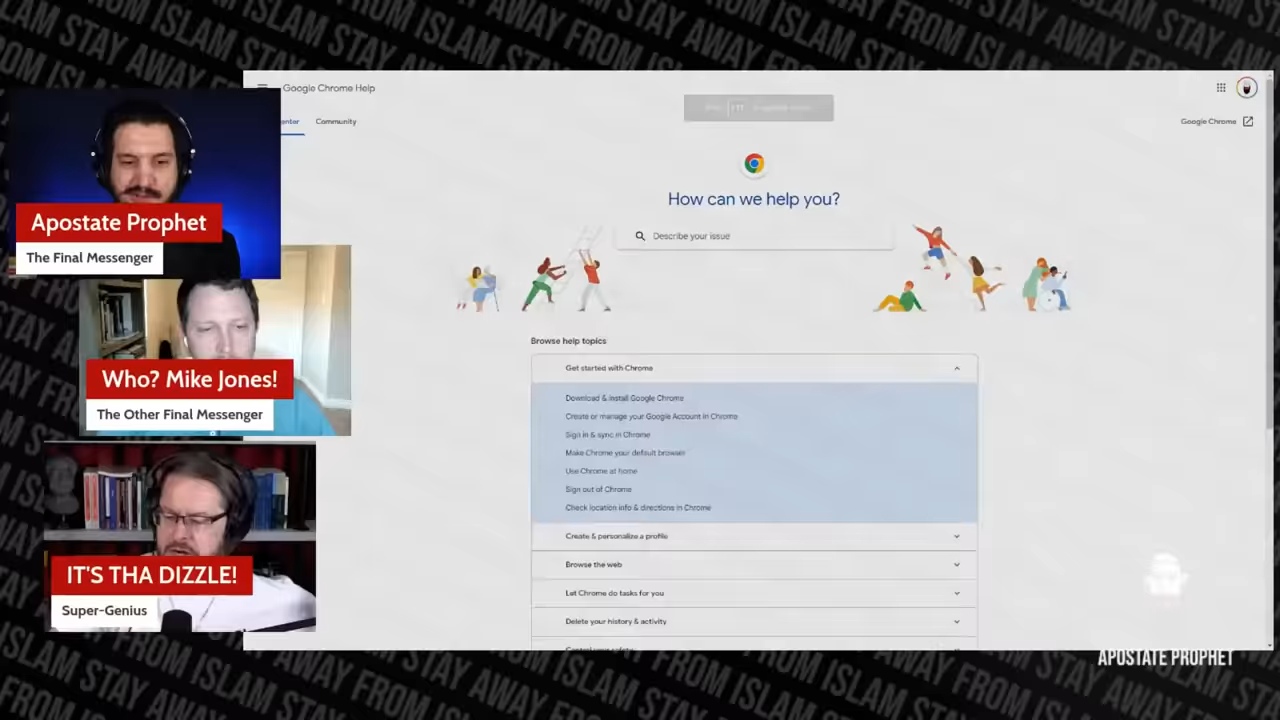 STAY AWAY FROM ISLAM
Google Chrome Help
Community
Google Chrome
How can we help you?
Describe your issue
Browse help topics
Get started with Chrome
Download & install Google Chrome
Create or manage your Google Account in Chrome
Sign in & sync in Chrome
Make Chrome your default browser
Use Chrome at home
Sign out of Chrome
Check location info & directions in Chrome
Create & personalize a profile
Browse the web
Let Chrome do tasks for you
Delete your history & activity
Apostate Prophet
The Final Messenger
Who? Mike Jones!
The Other Final Messenger
IT'S THA DIZZLE!
Super-Genius
APOSTATE PROPHET